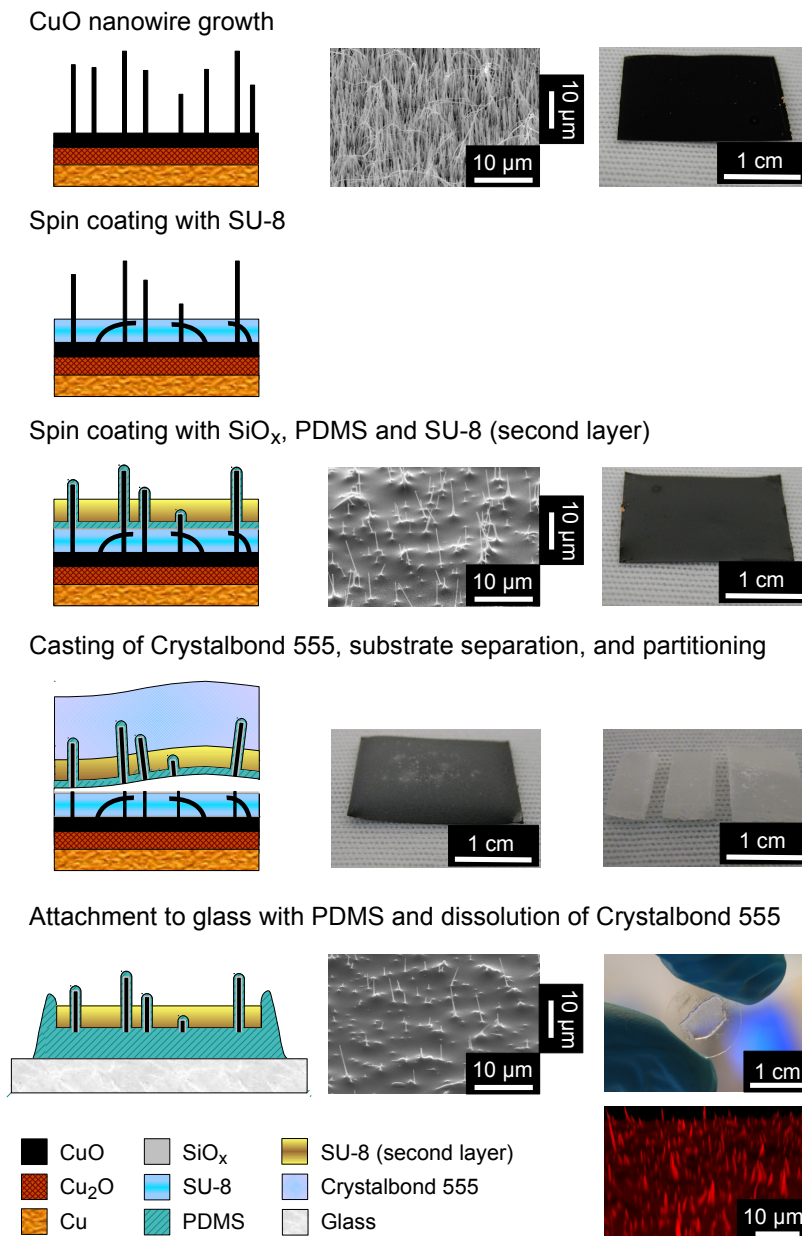 CuO nanowire growth
10 µm
10 µm
1 cm
Spin coating with SU-8
Spin coating with SiOₓ, PDMS and SU-8 (second layer)
10 µm
10 µm
1 cm
Casting of Crystalbond 555, substrate separation, and partitioning
1 cm
1 cm
Attachment to glass with PDMS and dissolution of Crystalbond 555
10 µm
10 µm
1 cm
CuO
SiOₓ
SU-8 (second layer)
Cu₂O
SU-8
Crystalbond 555
Cu
PDMS
Glass
10 µm